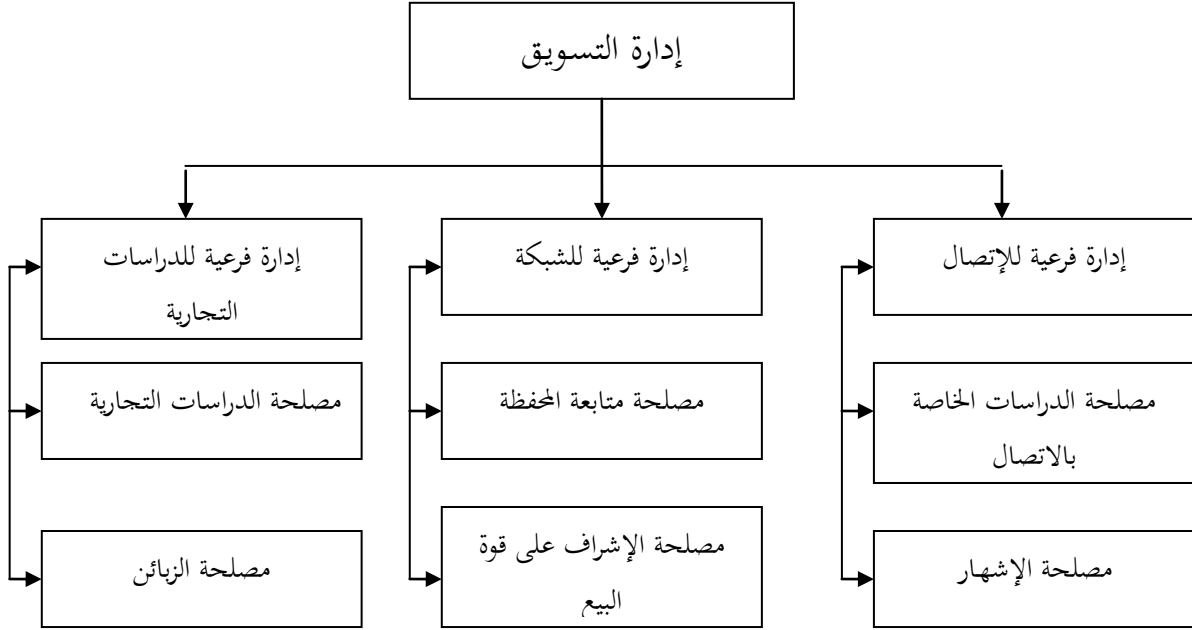 إدارة التسويق
إدارة فرعية للإتصال
إدارة فرعية للشبكة
إدارة فرعية للدراسات
التجارية
مصلحة الدراسات الخاصة
بالاتصال
مصلحة متابعة المحفظة
مصلحة الدراسات التجارية
مصلحة الإشهار
مصلحة الإشراف على قوة
البيع
مصلحة الزبائن